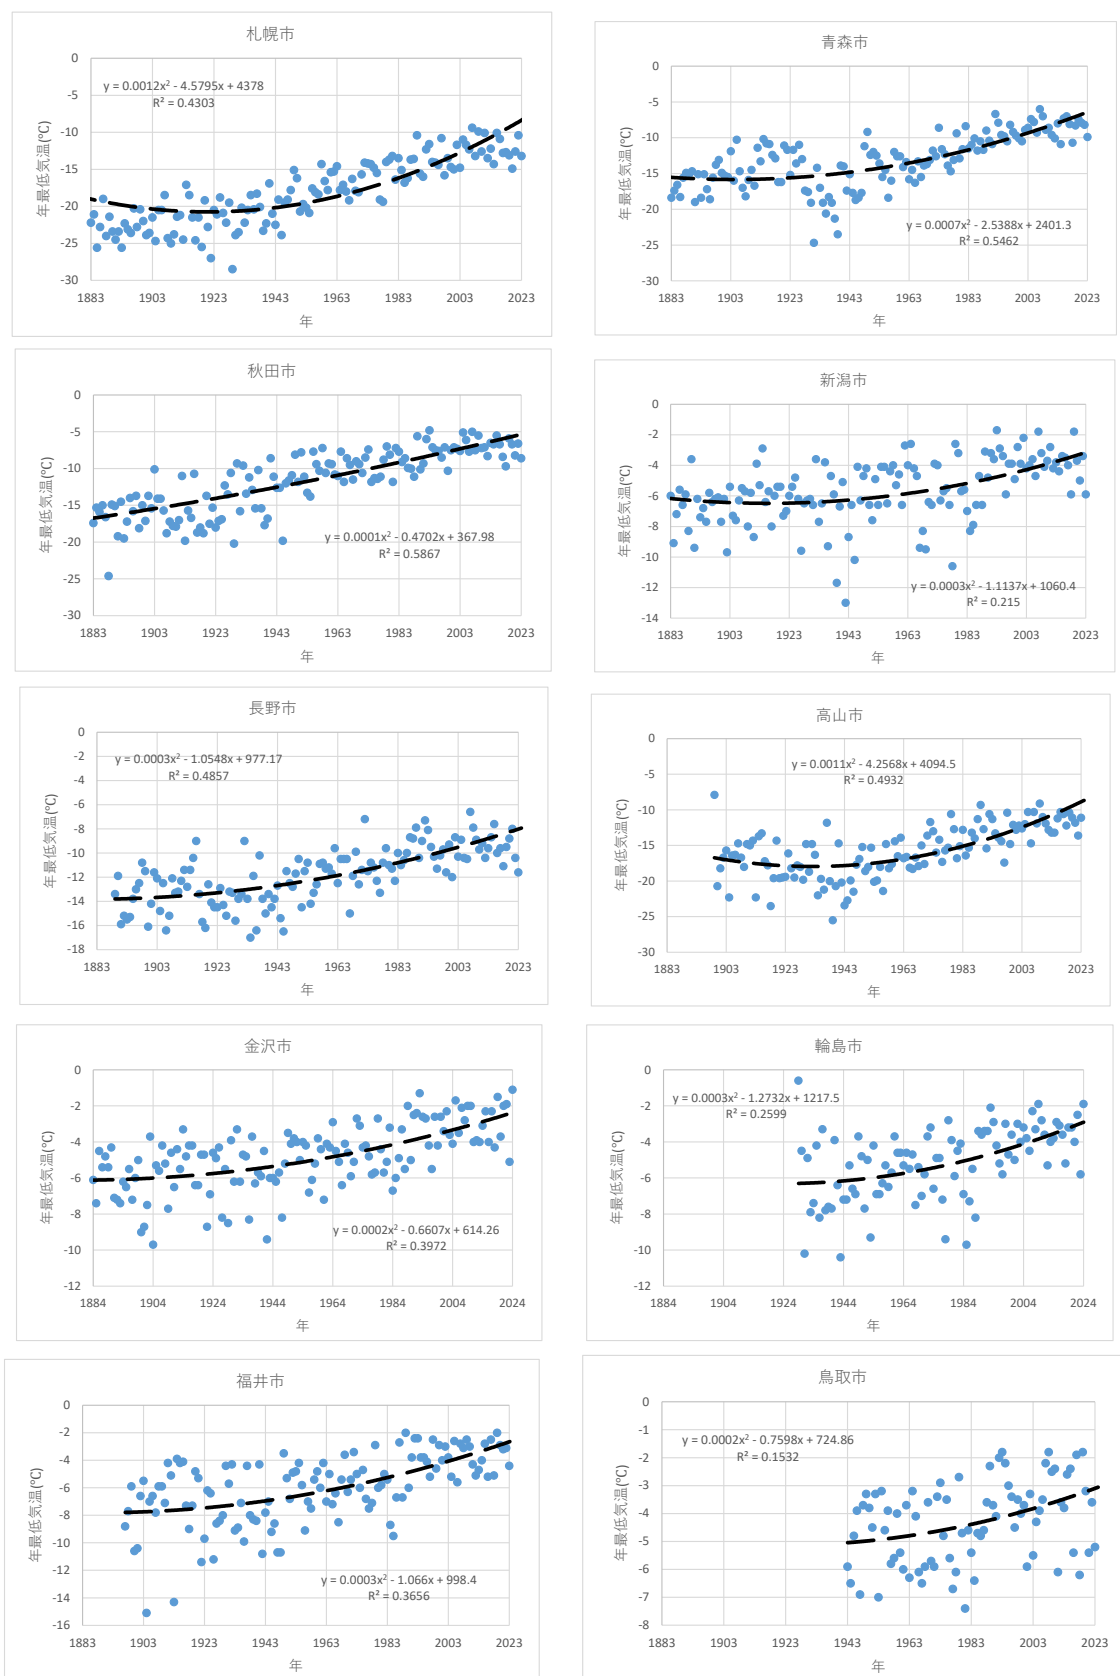 札幌市
y = 0.0012x² - 4.5795x + 4378
R² = 0.4303
年最低気温(℃)
0
-5
-10
-15
-20
-25
-30
1883 1903 1923 1943 1963 1983 2003 2023
年
青森市
y = 0.0007x² - 2.5388x + 2401.3
R² = 0.5462
年最低気温(℃)
0
-5
-10
-15
-20
-25
-30
1883 1903 1923 1943 1963 1983 2003 2023
年
秋田市
y = 0.0001x² - 0.4702x + 367.98
R² = 0.5867
年最低気温(℃)
0
-5
-10
-15
-20
-25
-30
1883 1903 1923 1943 1963 1983 2003 2023
年
新潟市
y = 0.0003x² - 1.1137x + 1060.4
R² = 0.215
年最低気温(℃)
0
-2
-4
-6
-8
-10
-12
-14
1883 1903 1923 1943 1963 1983 2003 2023
年
長野市
y = 0.0003x² - 1.0548x + 977.17
R² = 0.4857
年最低気温(℃)
0
-2
-4
-6
-8
-10
-12
-14
-16
-18
1883 1903 1923 1943 1963 1983 2003 2023
年
高山市
y = 0.0011x² - 4.2568x + 4094.5
R² = 0.4932
年最低気温(℃)
0
-5
-10
-15
-20
-25
-30
1883 1903 1923 1943 1963 1983 2003 2023
年
金沢市
y = 0.0002x² - 0.6607x + 614.26
R² = 0.3972
年最低気温(℃)
0
-2
-4
-6
-8
-10
-12
1884 1904 1924 1944 1964 1984 2004 2024
年
輪島市
y = 0.0003x² - 1.2732x + 1217.5
R² = 0.2599
年最低気温(℃)
0
-2
-4
-6
-8
-10
-12
1884 1904 1924 1944 1964 1984 2004 2024
年
福井市
y = 0.0003x² - 1.066x + 998.4
R² = 0.3656
年最低気温(℃)
0
-2
-4
-6
-8
-10
-12
-14
-16
1883 1903 1923 1943 1963 1983 2003 2023
年
鳥取市
y = 0.0002x² - 0.7598x + 724.86
R² = 0.1532
年最低気温(℃)
0
-1
-2
-3
-4
-5
-6
-7
-8
1883 1903 1923 1943 1963 1983 2003 2023
年